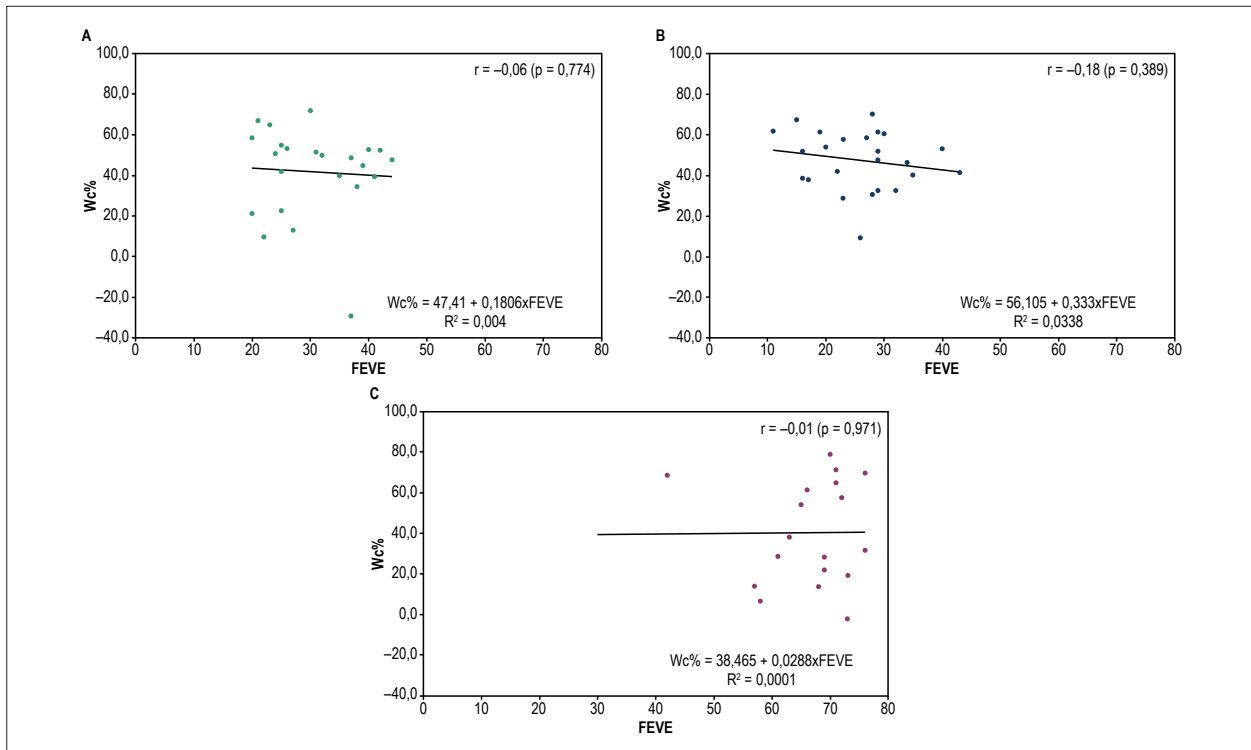 A
100,0
80,0
60,0
40,0
20,0
0,0
–20,0
–40,0
Wc%
r = –0,06 (p = 0,774)
Wc% = 47,41 + 0,1806xFEVE
R² = 0,004
0 10 20 30 40 50 60 70 80
FEVE
B
100,0
80,0
60,0
40,0
20,0
0,0
–20,0
–40,0
Wc%
r = –0,18 (p = 0,389)
Wc% = 56,105 + 0,333xFEVE
R² = 0,0338
0 10 20 30 40 50 60 70 80
FEVE
C
100,0
80,0
60,0
40,0
20,0
0,0
–20,0
–40,0
Wc%
r = –0,01 (p = 0,971)
Wc% = 38,465 + 0,0288xFEVE
R² = 0,0001
0 10 20 30 40 50 60 70 80
FEVE